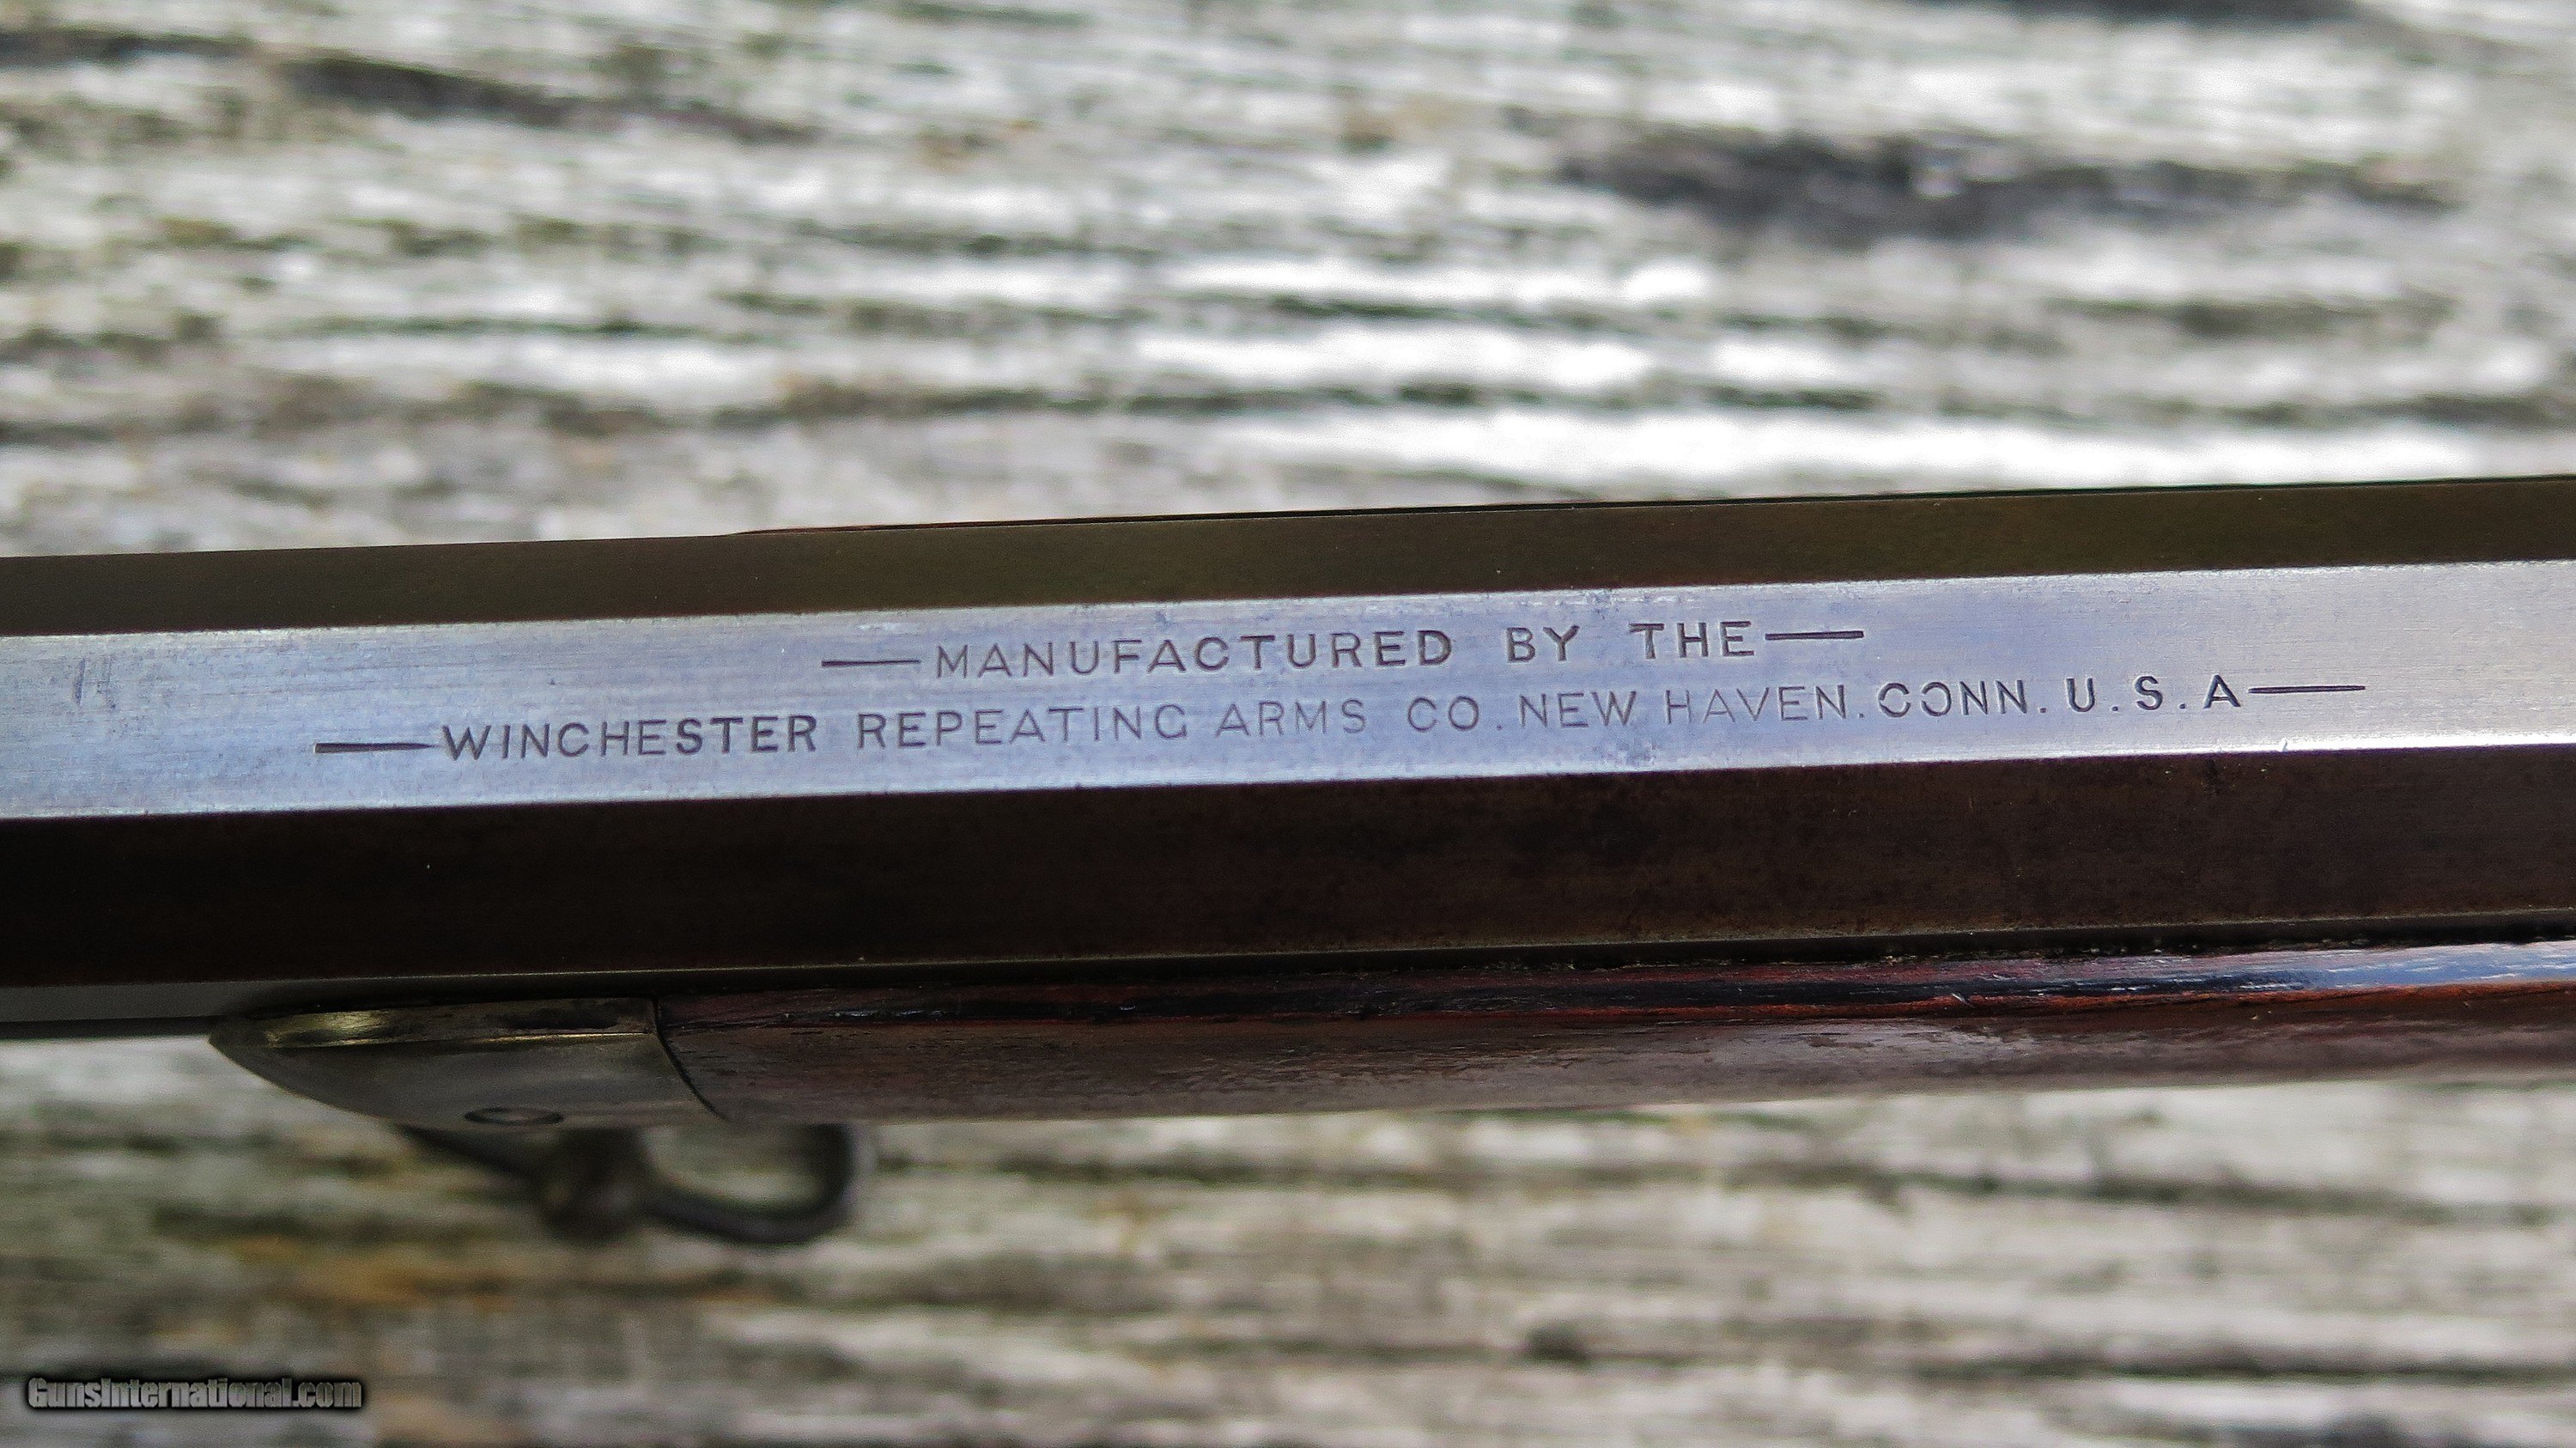 —MANUFACTURED BY THE—
—WINCHESTER REPEATING ARMS CO. NEW HAVEN. CONN. U.S.A—
GunsInternational.com